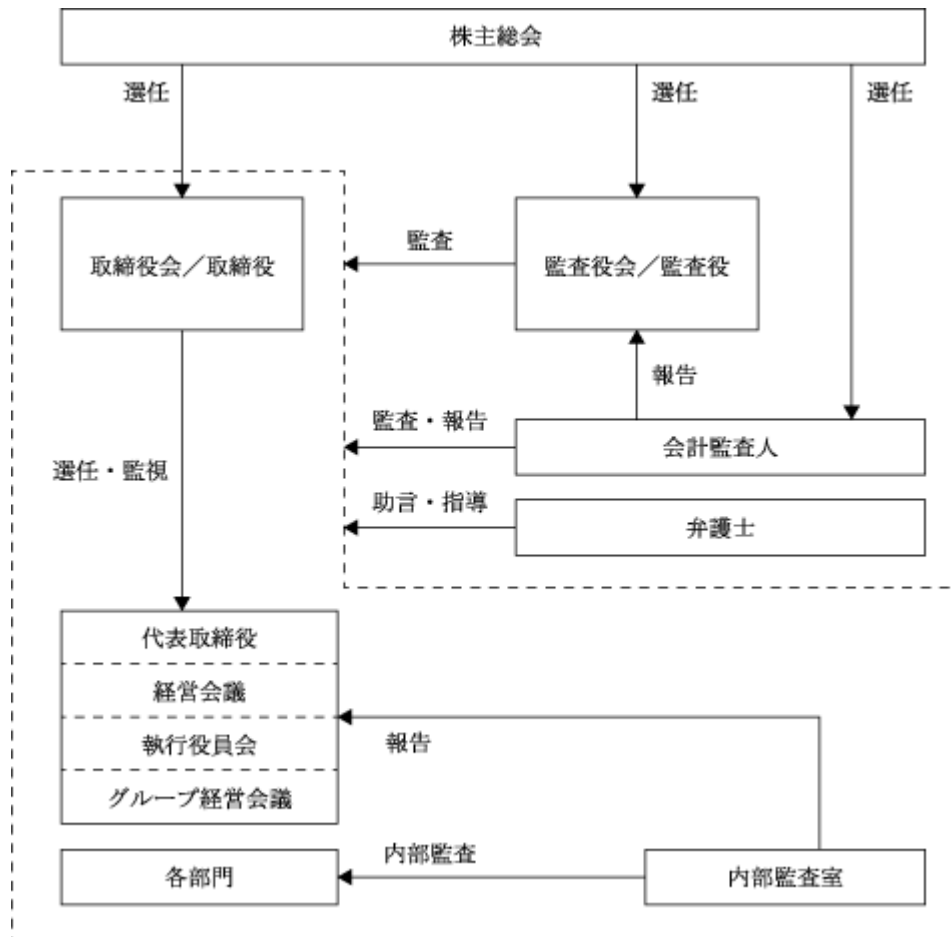 株主総会
選任
選任
選任
取締役会／取締役
監査
監査役会／監査役
報告
監査・報告
会計監査人
選任・監視
助言・指導
弁護士
代表取締役
経営会議
執行役員会
報告
グループ経営会議
内部監査
各部門
内部監査室